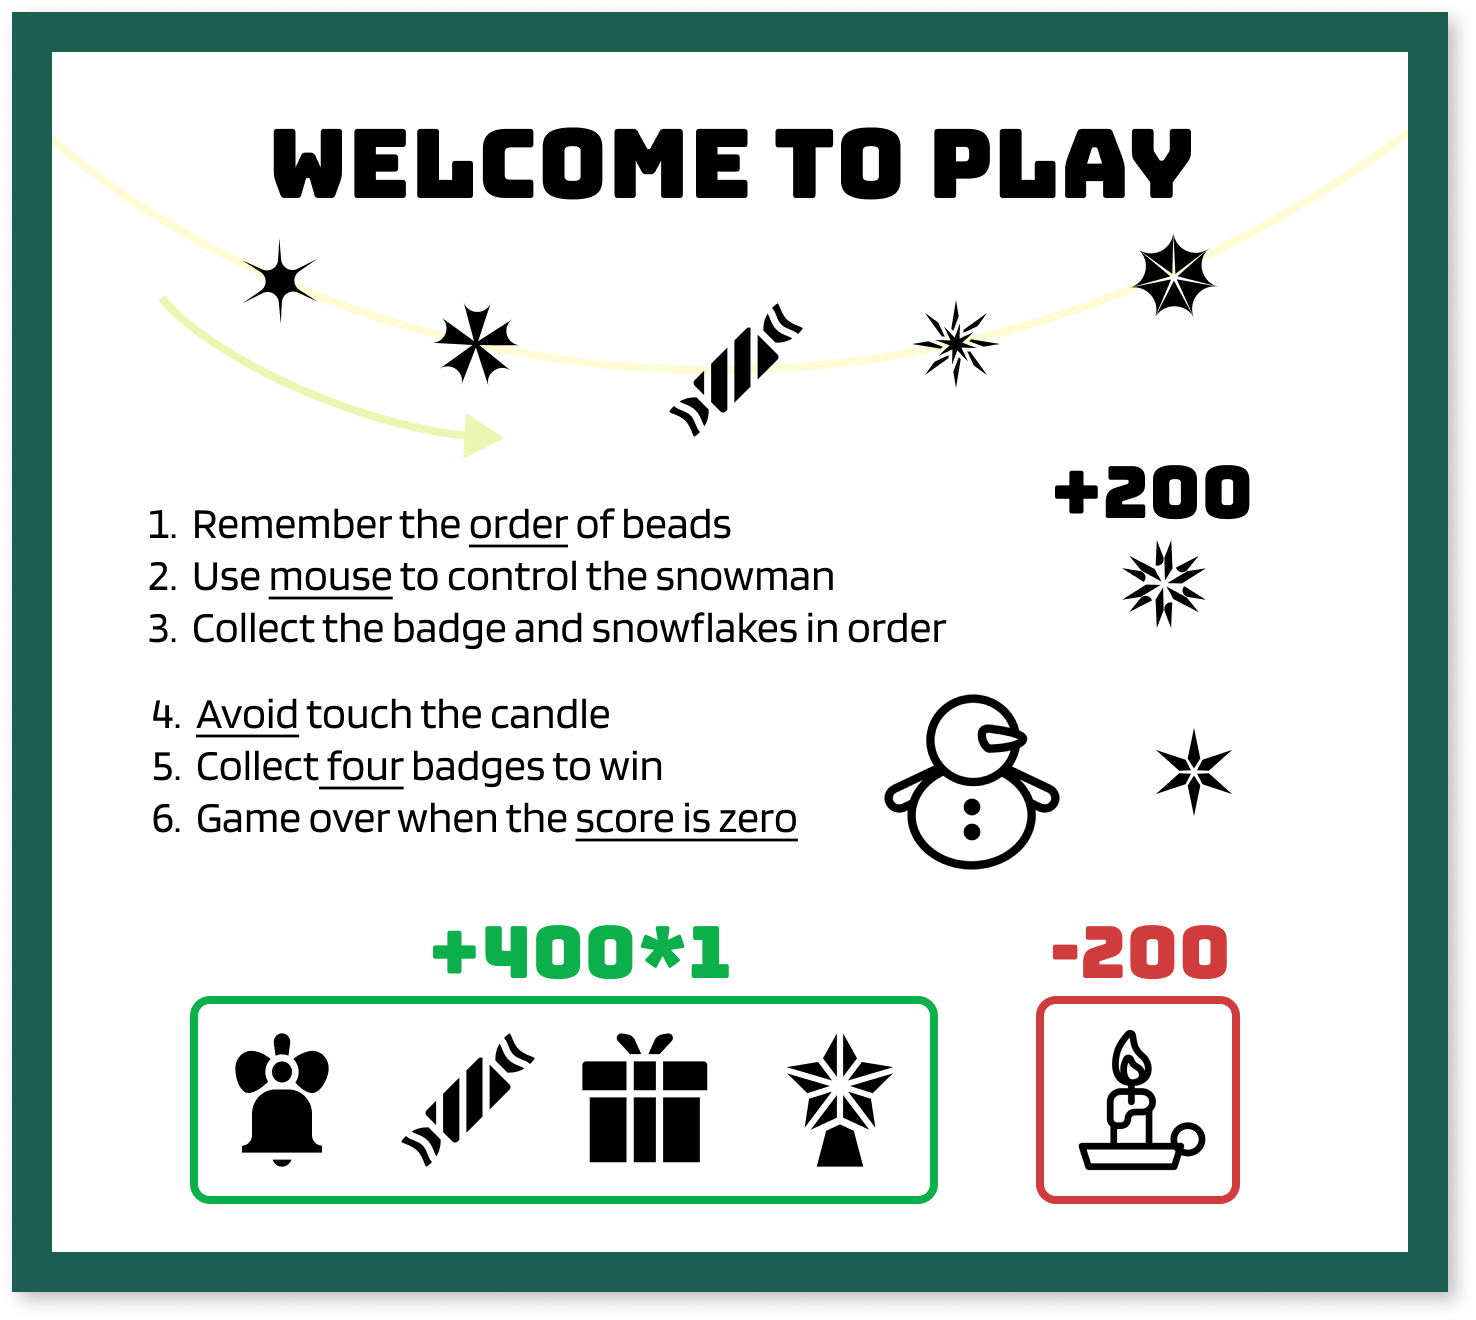 WELCOME TO PLAY
+200
1. Remember the order of beads
2. Use mouse to control the snowman
3. Collect the badge and snowflakes in order
4. Avoid touch the candle
5. Collect four badges to win
6. Game over when the score is zero
+400*1
-200